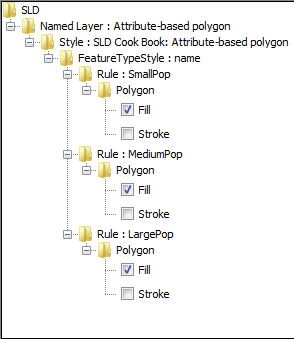 SLD
Named Layer : Attribute-based polygon
Style : SLD Cook Book: Attribute-based polygon
FeatureTypeStyle : name
Rule : SmallPop
Polygon
Fill
Stroke
Rule : MediumPop
Polygon
Fill
Stroke
Rule : LargePop
Polygon
Fill
Stroke